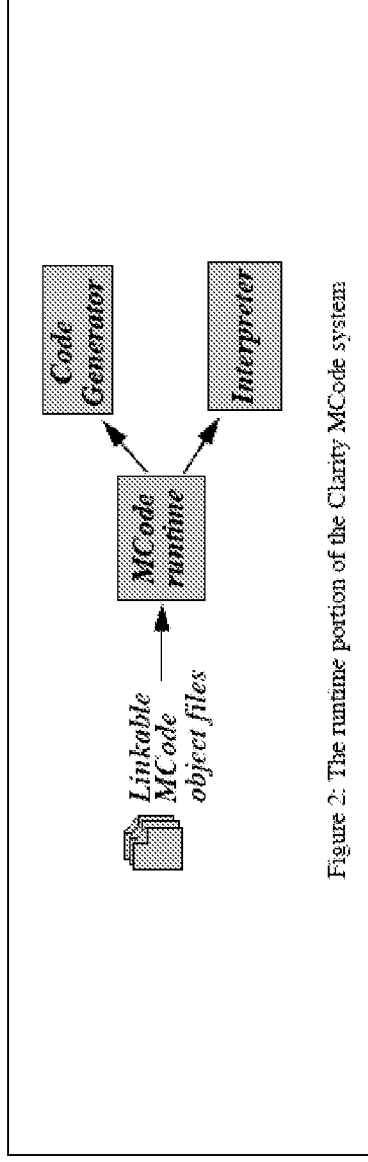 Linkable
MCode
object files
MCode
runtime
Code
Generator
Interpreter
Figure 2: The runtime portion of the Clarity MCode system